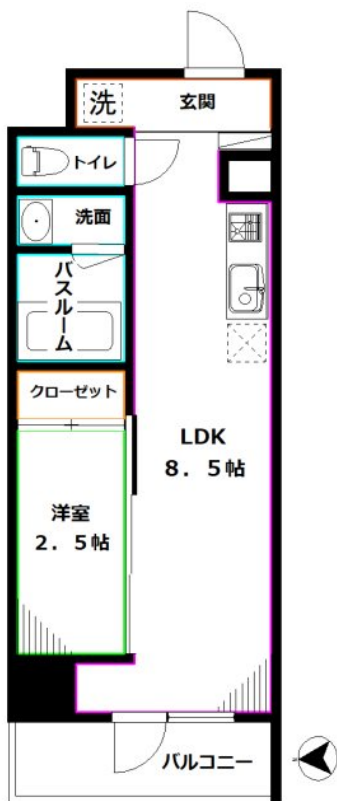 洗
玄関
トイレ
洗面
バスルーム
クローゼット
LDK
8．5帖
洋室
2．5帖
バルコニー